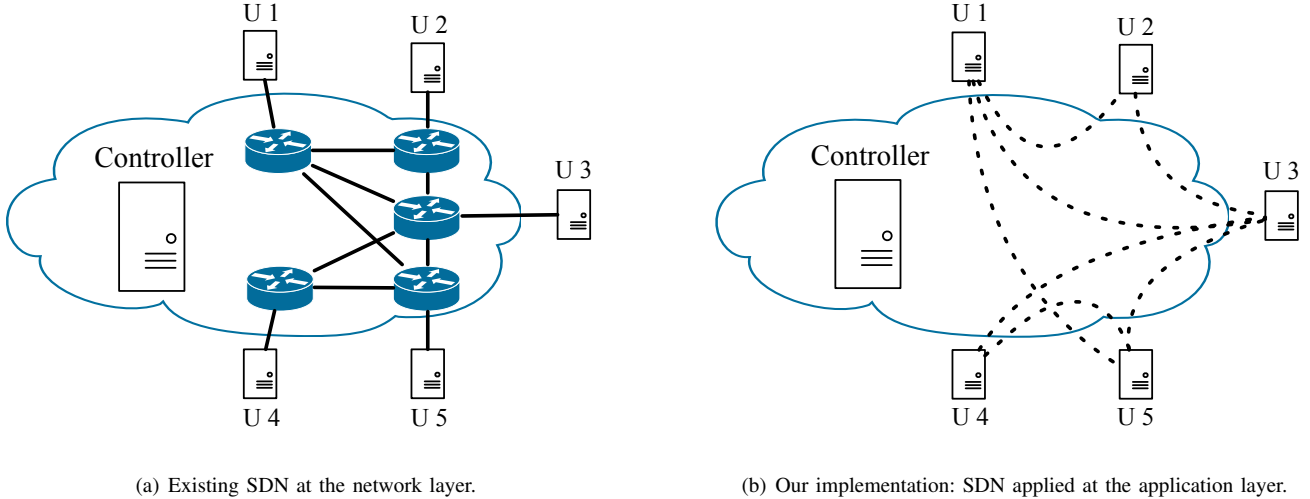 U 1
U 2
Controller
U 3
U 4
U 5
(a) Existing SDN at the network layer.
U 1
U 2
Controller
U 3
U 4
U 5
(b) Our implementation: SDN applied at the application layer.